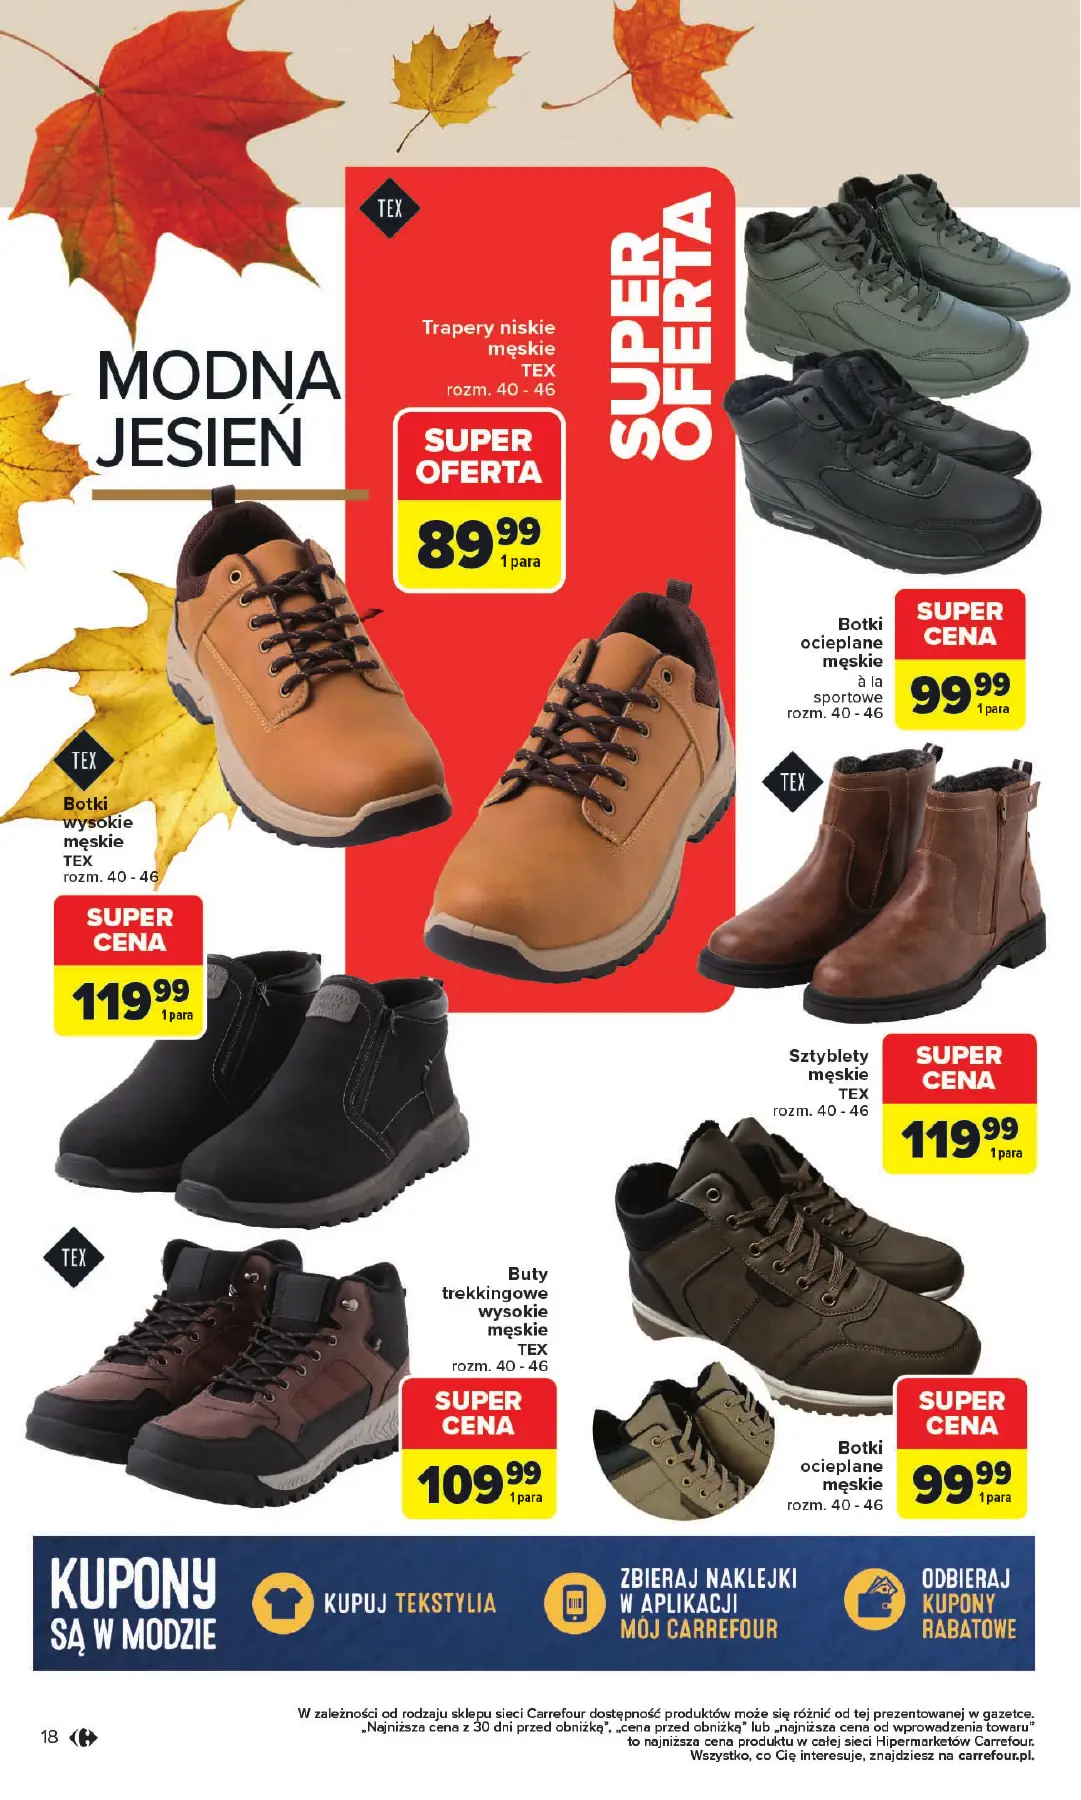 MODNA
JESIEŃ
TEX
Trapery niskie
męskie
TEX
rozm. 40 - 46
SUPER
OFERTA
89 99
1 para
SUPER
OFERTA
Botki
ocieplane
męskie
à la
sportowe
rozm. 40 - 46
SUPER
CENA
99 99
1 para
TEX
Botki
wysokie
męskie
TEX
rozm. 40 - 46
SUPER
CENA
119 99
1 para
TEX
Sztyblety
męskie
TEX
rozm. 40 - 46
SUPER
CENA
119 99
1 para
TEX
Buty
trekkingowe
wysokie
męskie
TEX
rozm. 40 - 46
SUPER
CENA
109 99
1 para
Botki
ocieplane
męskie
rozm. 40 - 46
SUPER
CENA
99 99
1 para
KUPONY
SĄ W MODZIE
KUPUJ TEKSTYLIA
ZBIERAJ NAKLEJKI
W APLIKACJI
MÓJ CARREFOUR
ODBIERAJ
KUPONY
RABATOWE
W zależności od rodzaju sklepu sieci Carrefour dostępność produktów może się różnić od tej prezentowanej w gazetce.
„Najniższa cena z 30 dni przed obniżką”, „cena przed obniżką” lub „najniższa cena od wprowadzenia towaru”
to najniższa cena produktu w całej sieci Hipermarketów Carrefour.
Wszystko, co Cię interesuje, znajdziesz na carrefour.pl.
18